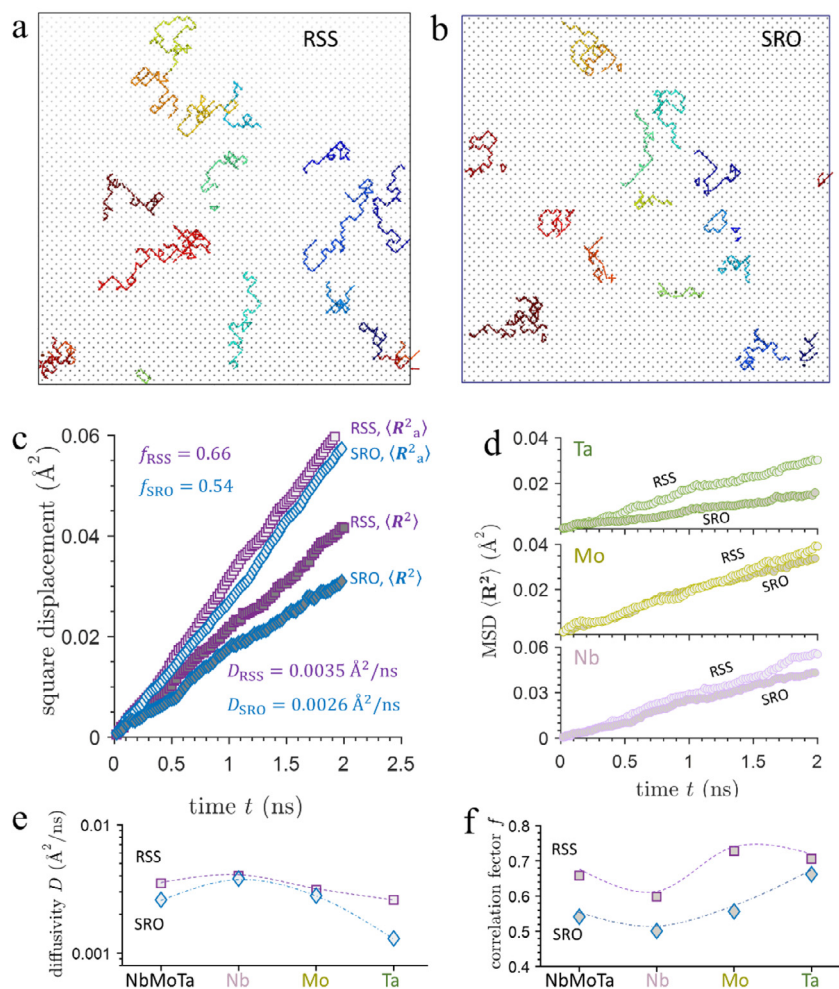 a
RSS
b
SRO
c
0.06
0.04
0.02
0
square displacement (Å²)
f_RSS = 0.66
f_SRO = 0.54
RSS, ⟨R²ₐ⟩
SRO, ⟨R²ₐ⟩
RSS, ⟨R²⟩
SRO, ⟨R²⟩
D_RSS = 0.0035 Å²/ns
D_SRO = 0.0026 Å²/ns
0 0.5 1 1.5 2 2.5
time t (ns)
d
MSD ⟨R²⟩ (Å²)
Ta
0.04
0.02
0
RSS
SRO
Mo
0.04
0.02
0
RSS
SRO
Nb
0.06
0.03
0
RSS
SRO
0 0.5 1 1.5 2
time t (ns)
e
diffusivity D (Å²/ns)
0.01
0.001
RSS
SRO
NbMoTa Nb Mo Ta
f
correlation fector f
0.8
0.7
0.6
0.5
0.4
RSS
SRO
NbMoTa Nb Mo Ta